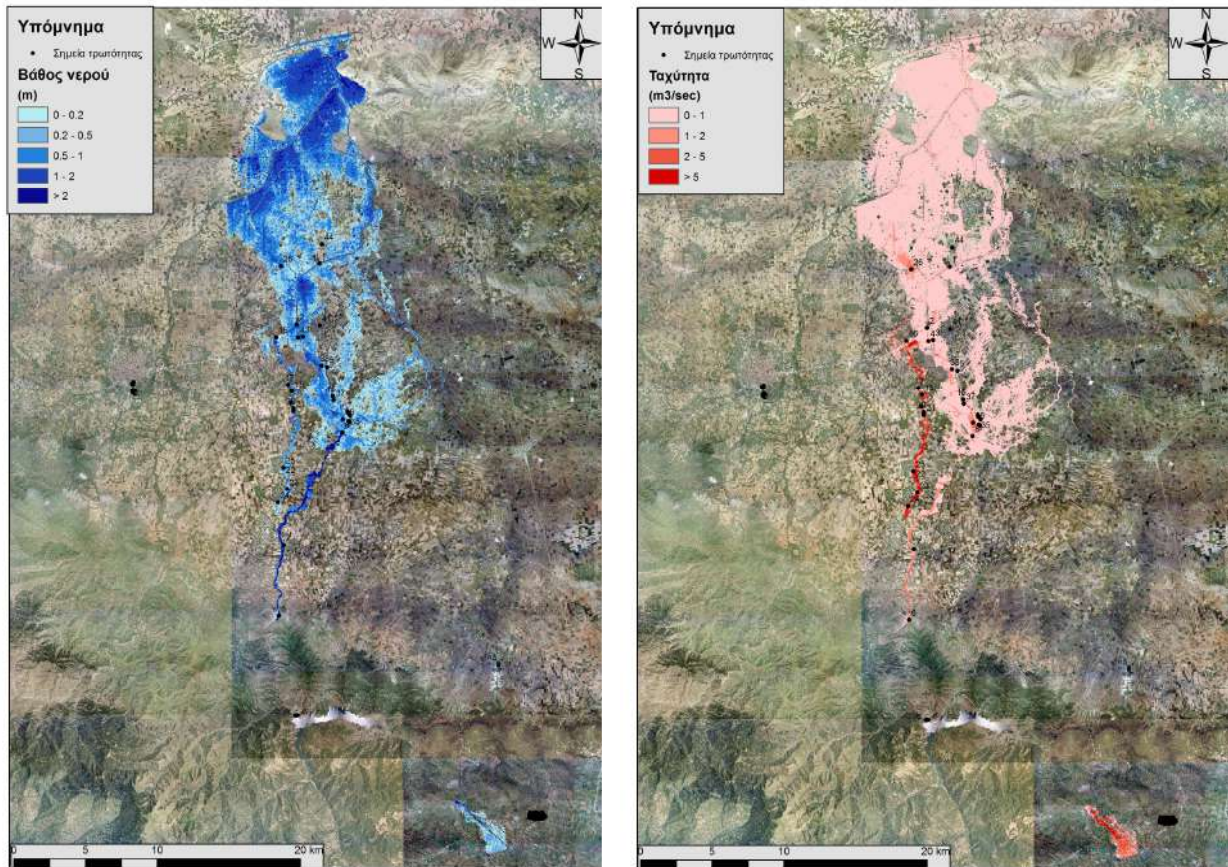 Υπόμνημα
Σημεία τρωτότητας
Βάθος νερού
(m)
0 - 0.2
0.2 - 0.5
0.5 - 1
1 - 2
> 2
N
W
E
S
0 5 10 20 km
Υπόμνημα
Σημεία τρωτότητας
Ταχύτητα
(m3/sec)
0 - 1
1 - 2
2 - 5
> 5
N
W
E
S
26
0 5 10 20 km